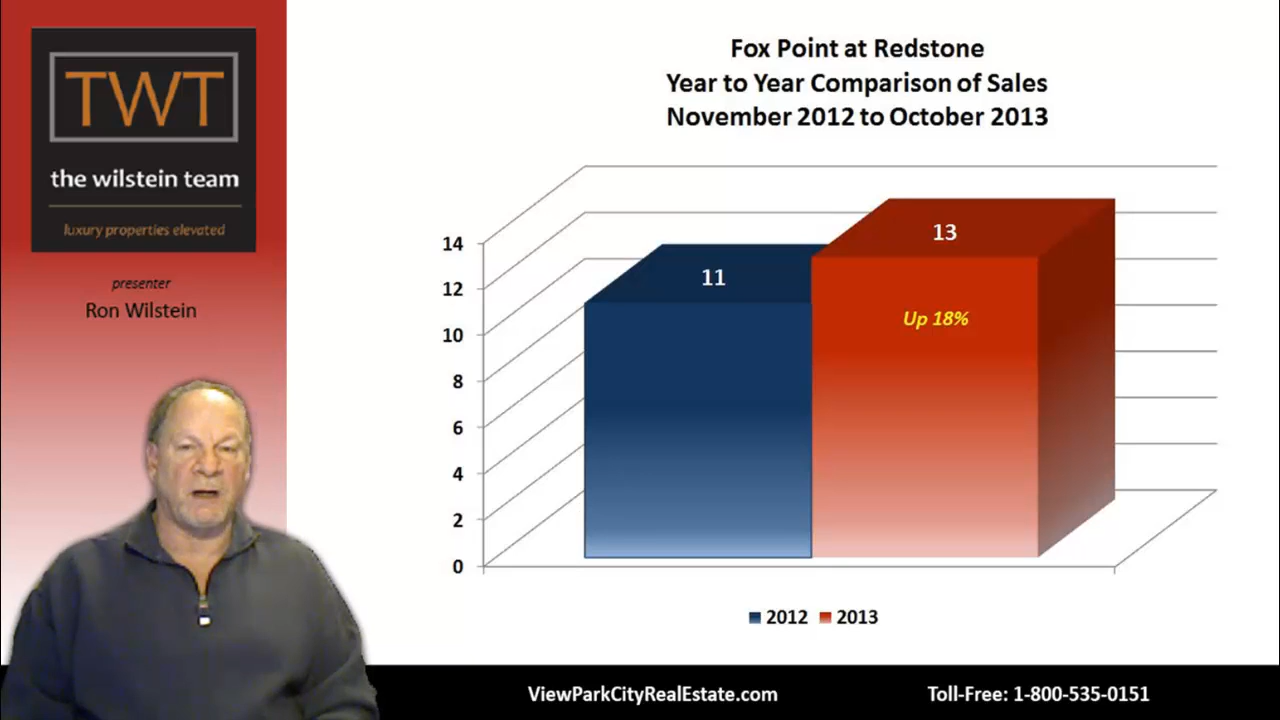 TWT
the wilstein team
luxury properties elevated
presenter
Ron Wilstein
Fox Point at Redstone
Year to Year Comparison of Sales
November 2012 to October 2013
14
12
10
8
6
4
2
0
11
13
Up 18%
2012 2013
ViewParkCityRealEstate.com Toll-Free: 1-800-535-0151